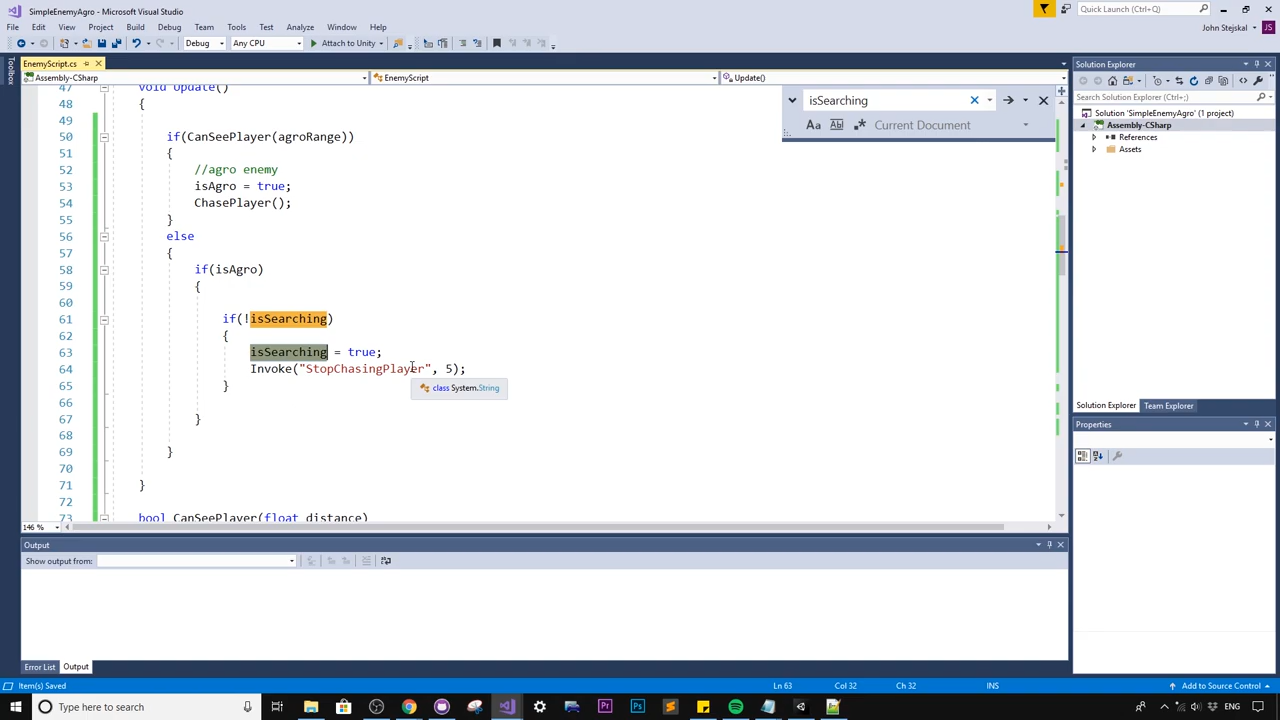 SimpleEnemyAgro - Microsoft Visual Studio
Quick Launch (Ctrl+Q)
File Edit View Project Build Debug Team Tools Test Analyze Window Help
John Stejskal JS
Debug Any CPU Attach to Unity
Toolbox
EnemyScript.cs
Assembly-CSharp EnemyScript Update()
47 void Update()
48 {
49
50 if(CanSeePlayer(agroRange))
51 {
52 //agro enemy
53 isAgro = true;
54 ChasePlayer();
55 }
56 else
57 {
58 if(isAgro)
59 {
60
61 if(!isSearching)
62 {
63 isSearching = true;
64 Invoke("StopChasingPlayer", 5);
65 }
66
67 }
68
69 }
70
71 }
72
73 bool CanSeePlayer(float distance)
class System.String
isSearching
Aa Ab Current Document
146 %
Solution Explorer
Search Solution Explorer (Ctrl+;)
Solution 'SimpleEnemyAgro' (1 project)
Assembly-CSharp
References
Assets
Solution Explorer Team Explorer
Properties
Output
Show output from:
Error List Output
Item(s) Saved Ln 63 Col 32 Ch 32 INS Add to Source Control
Type here to search